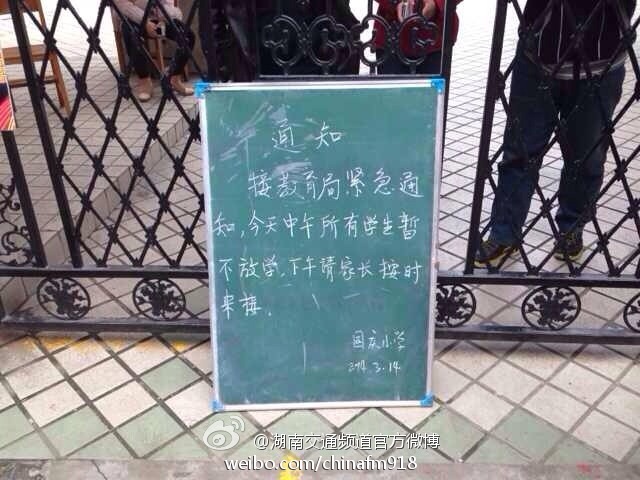 通知
接教育局紧急通
知,今天中午所有学生暂
不放学.下午请家长按时
来接.
国庆小学
2014.3.14
@湖南交通频道官方微博
weibo.com/chinafm918